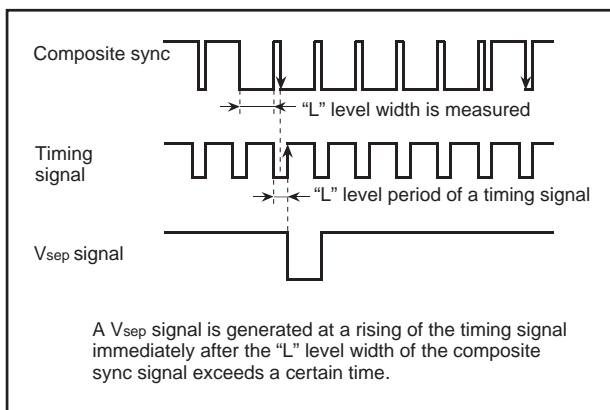 Composite sync
“L” level width is measured
Timing
signal
“L” level period of a timing signal
Vsep signal
A Vsep signal is generated at a rising of the timing signal
immediately after the “L” level width of the composite
sync signal exceeds a certain time.